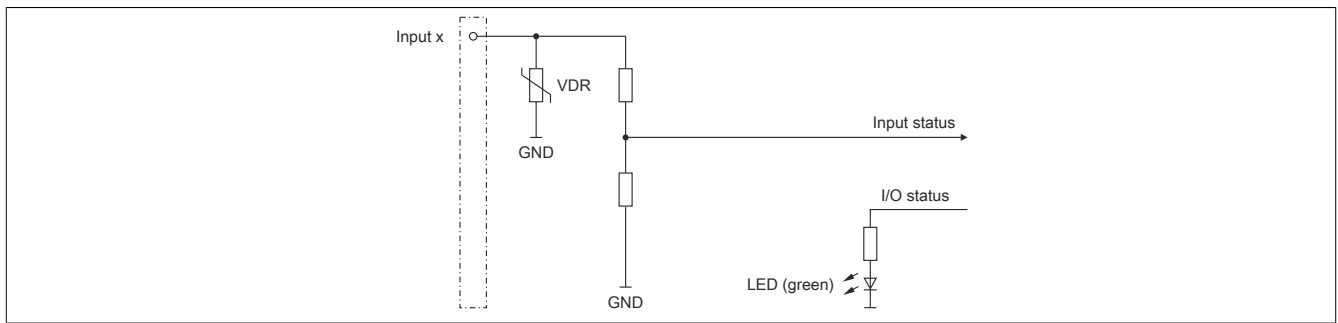 Input x
VDR
GND
Input status
I/O status
LED (green)
GND